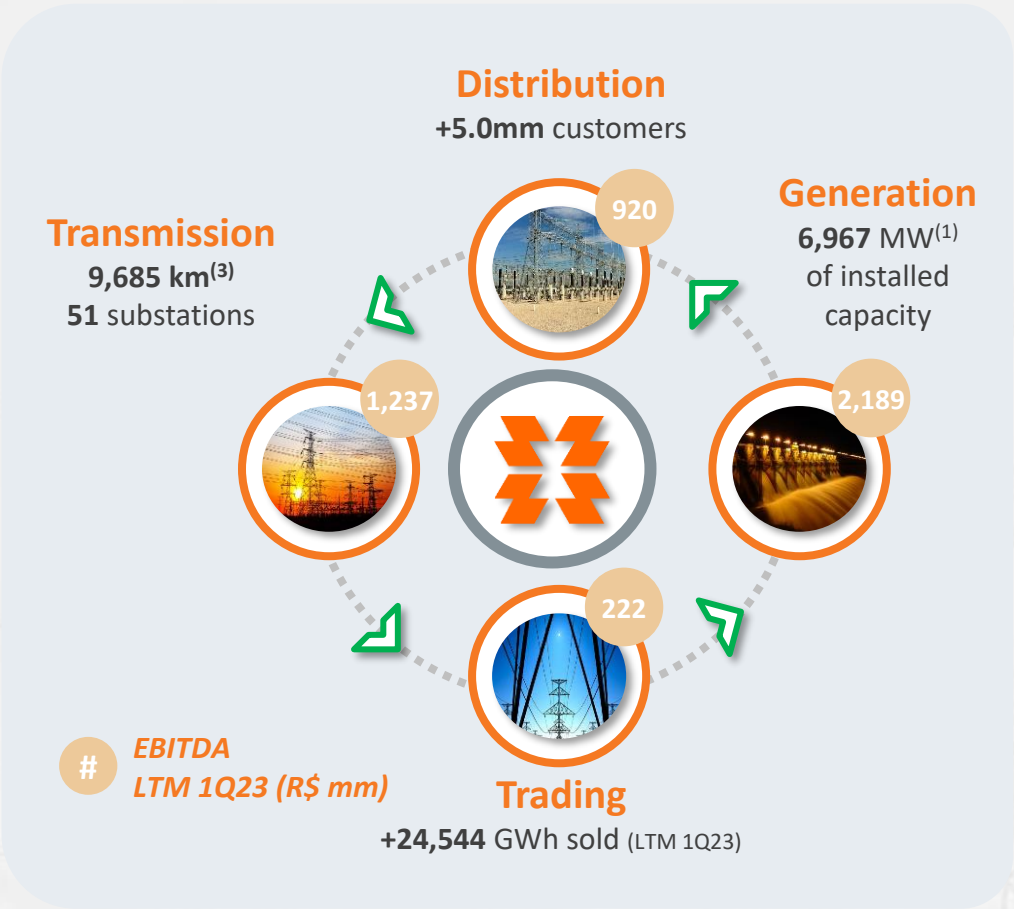 Distribution
+5.0mm customers
920
Generation
6,967 MW(1)
of installed
capacity
2,189
Transmission
9,685 km(3)
51 substations
1,237
222
Trading
+24,544 GWh sold (LTM 1Q23)
# EBITDA
LTM 1Q23 (R$ mm)